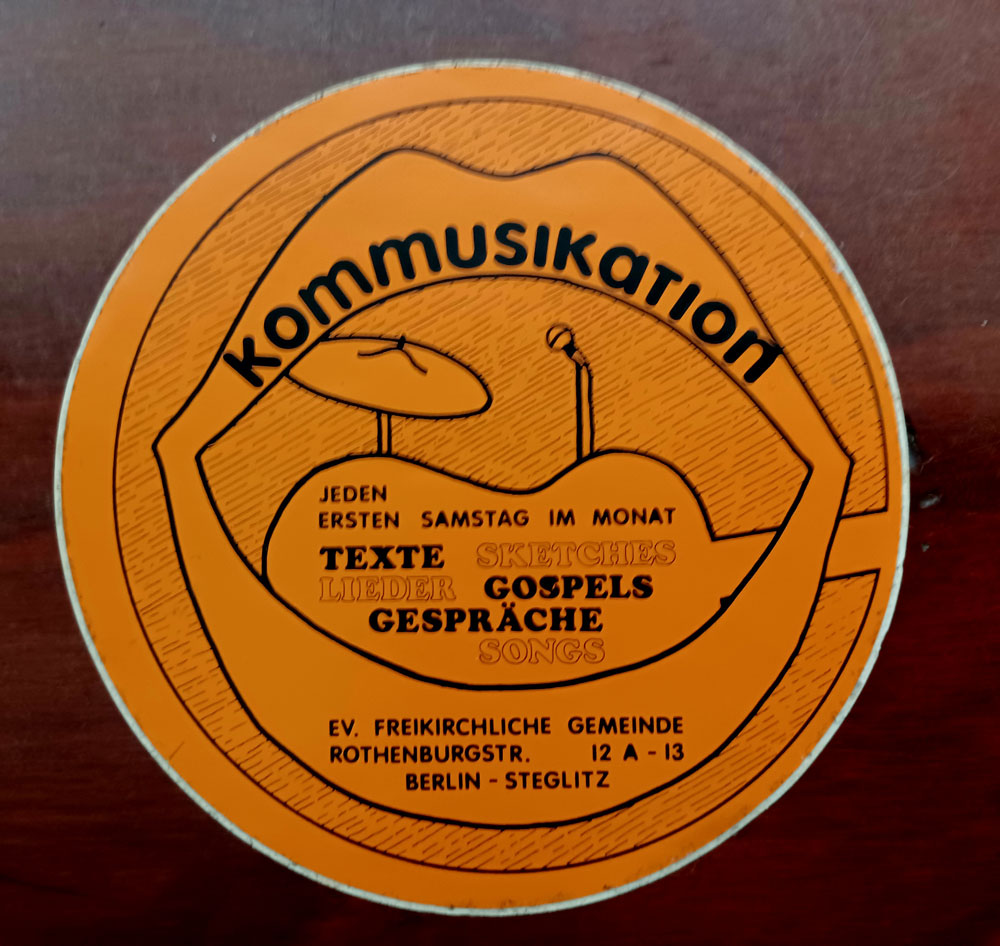 KommusiKaTion
JEDEN
ERSTEN SAMSTAG IM MONAT
TEXTE SKETCHES
LIEDER GOSPELS
GESPRÄCHE
SONGS
EV. FREIKIRCHLICHE GEMEINDE
ROTHENBURGSTR. 12 A - 13
BERLIN - STEGLITZ